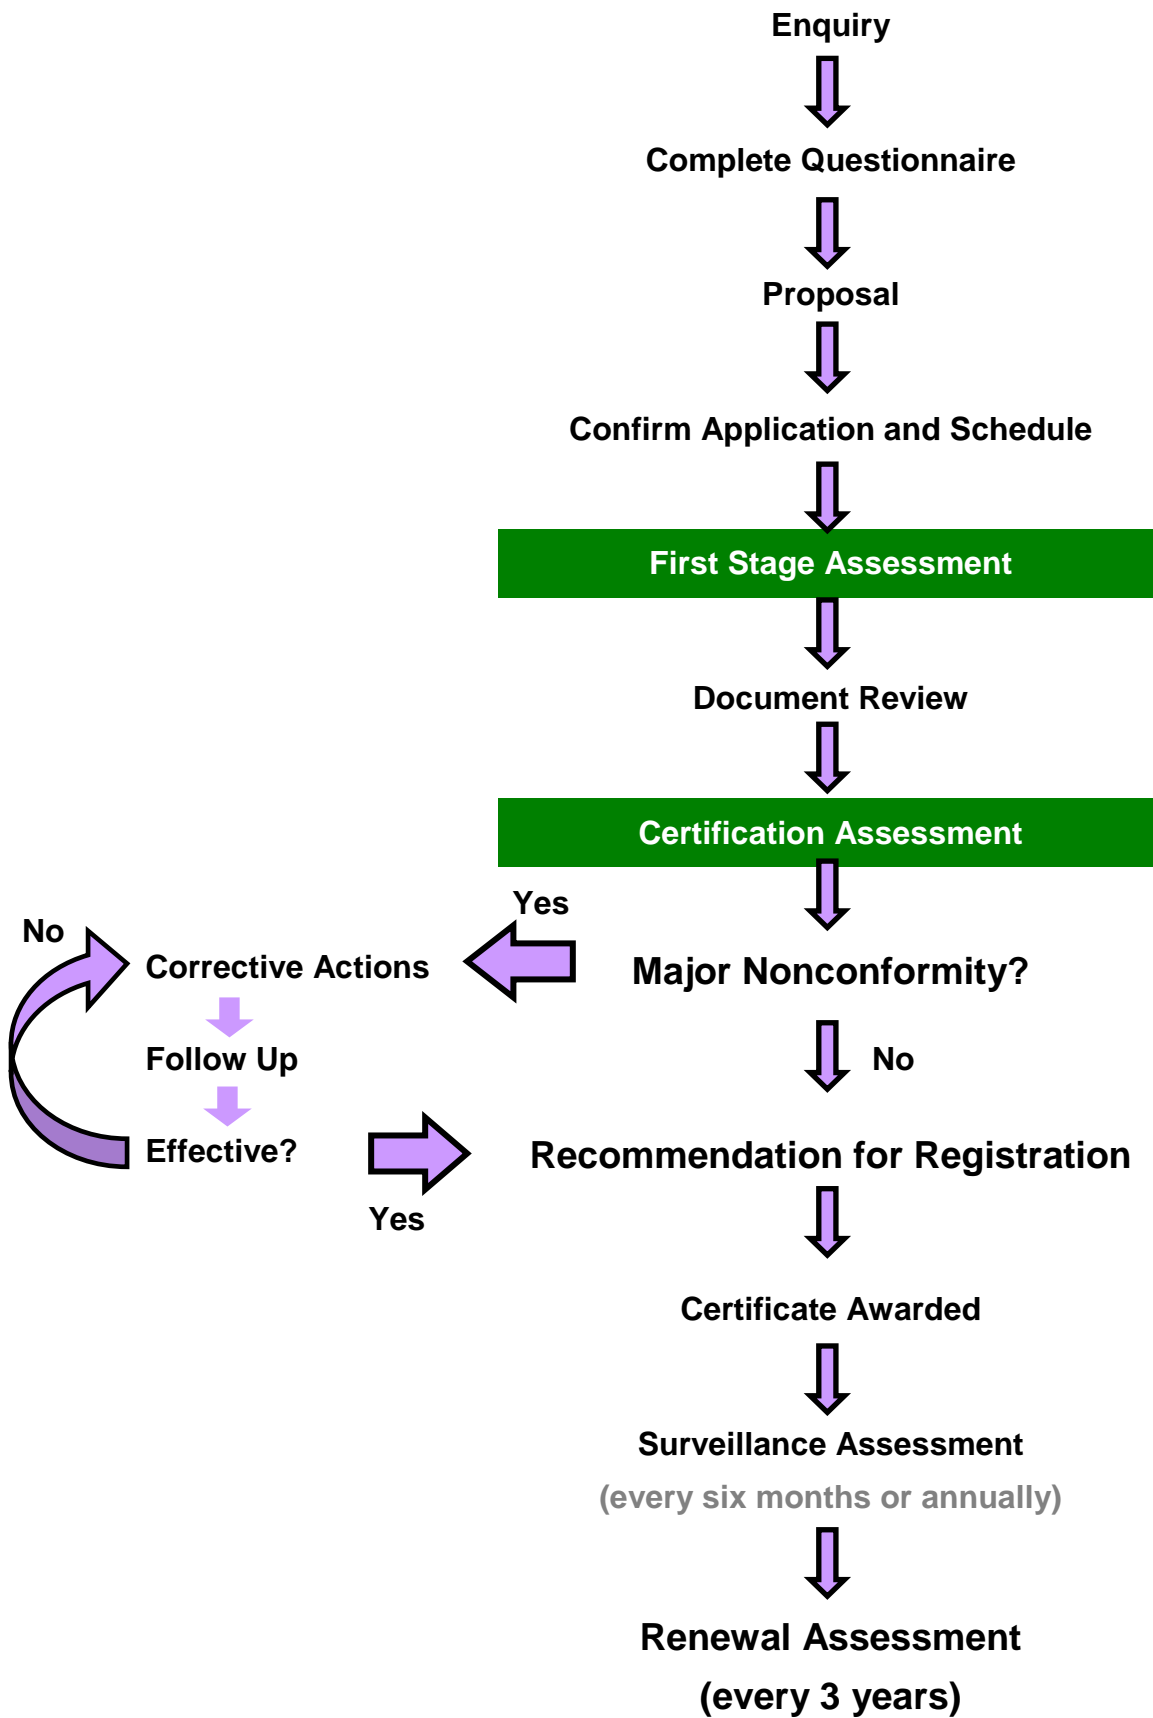 Enquiry
Complete Questionnaire
Proposal
Confirm Application and Schedule
First Stage Assessment
Document Review
Certification Assessment
Yes
No
Corrective Actions
Major Nonconformity?
Follow Up
No
Effective?
Recommendation for Registration
Yes
Certificate Awarded
Surveillance Assessment
(every six months or annually)
Renewal Assessment
(every 3 years)